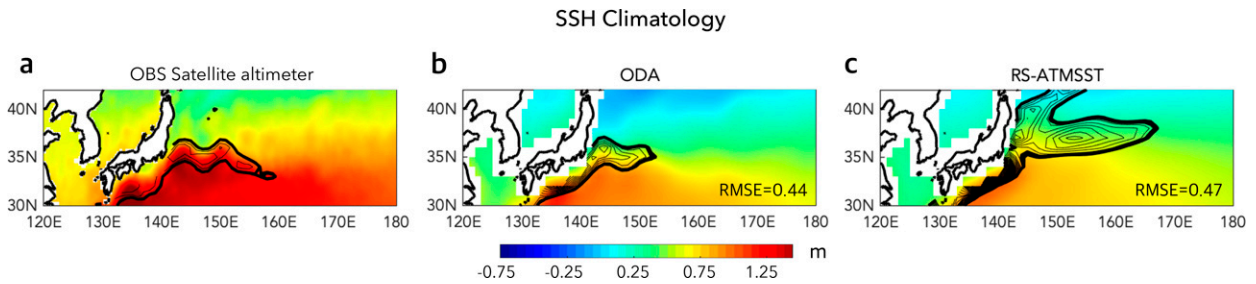 SSH Climatology
a
OBS Satellite altimeter
b
ODA
c
RS-ATMSST
40N
35N
30N
120E 130E 140E 150E 160E 170E 180
40N
35N
30N
RMSE=0.44
120E 130E 140E 150E 160E 170E 180
40N
35N
30N
RMSE=0.47
120E 130E 140E 150E 160E 170E 180
m
-0.75 -0.25 0.25 0.75 1.25